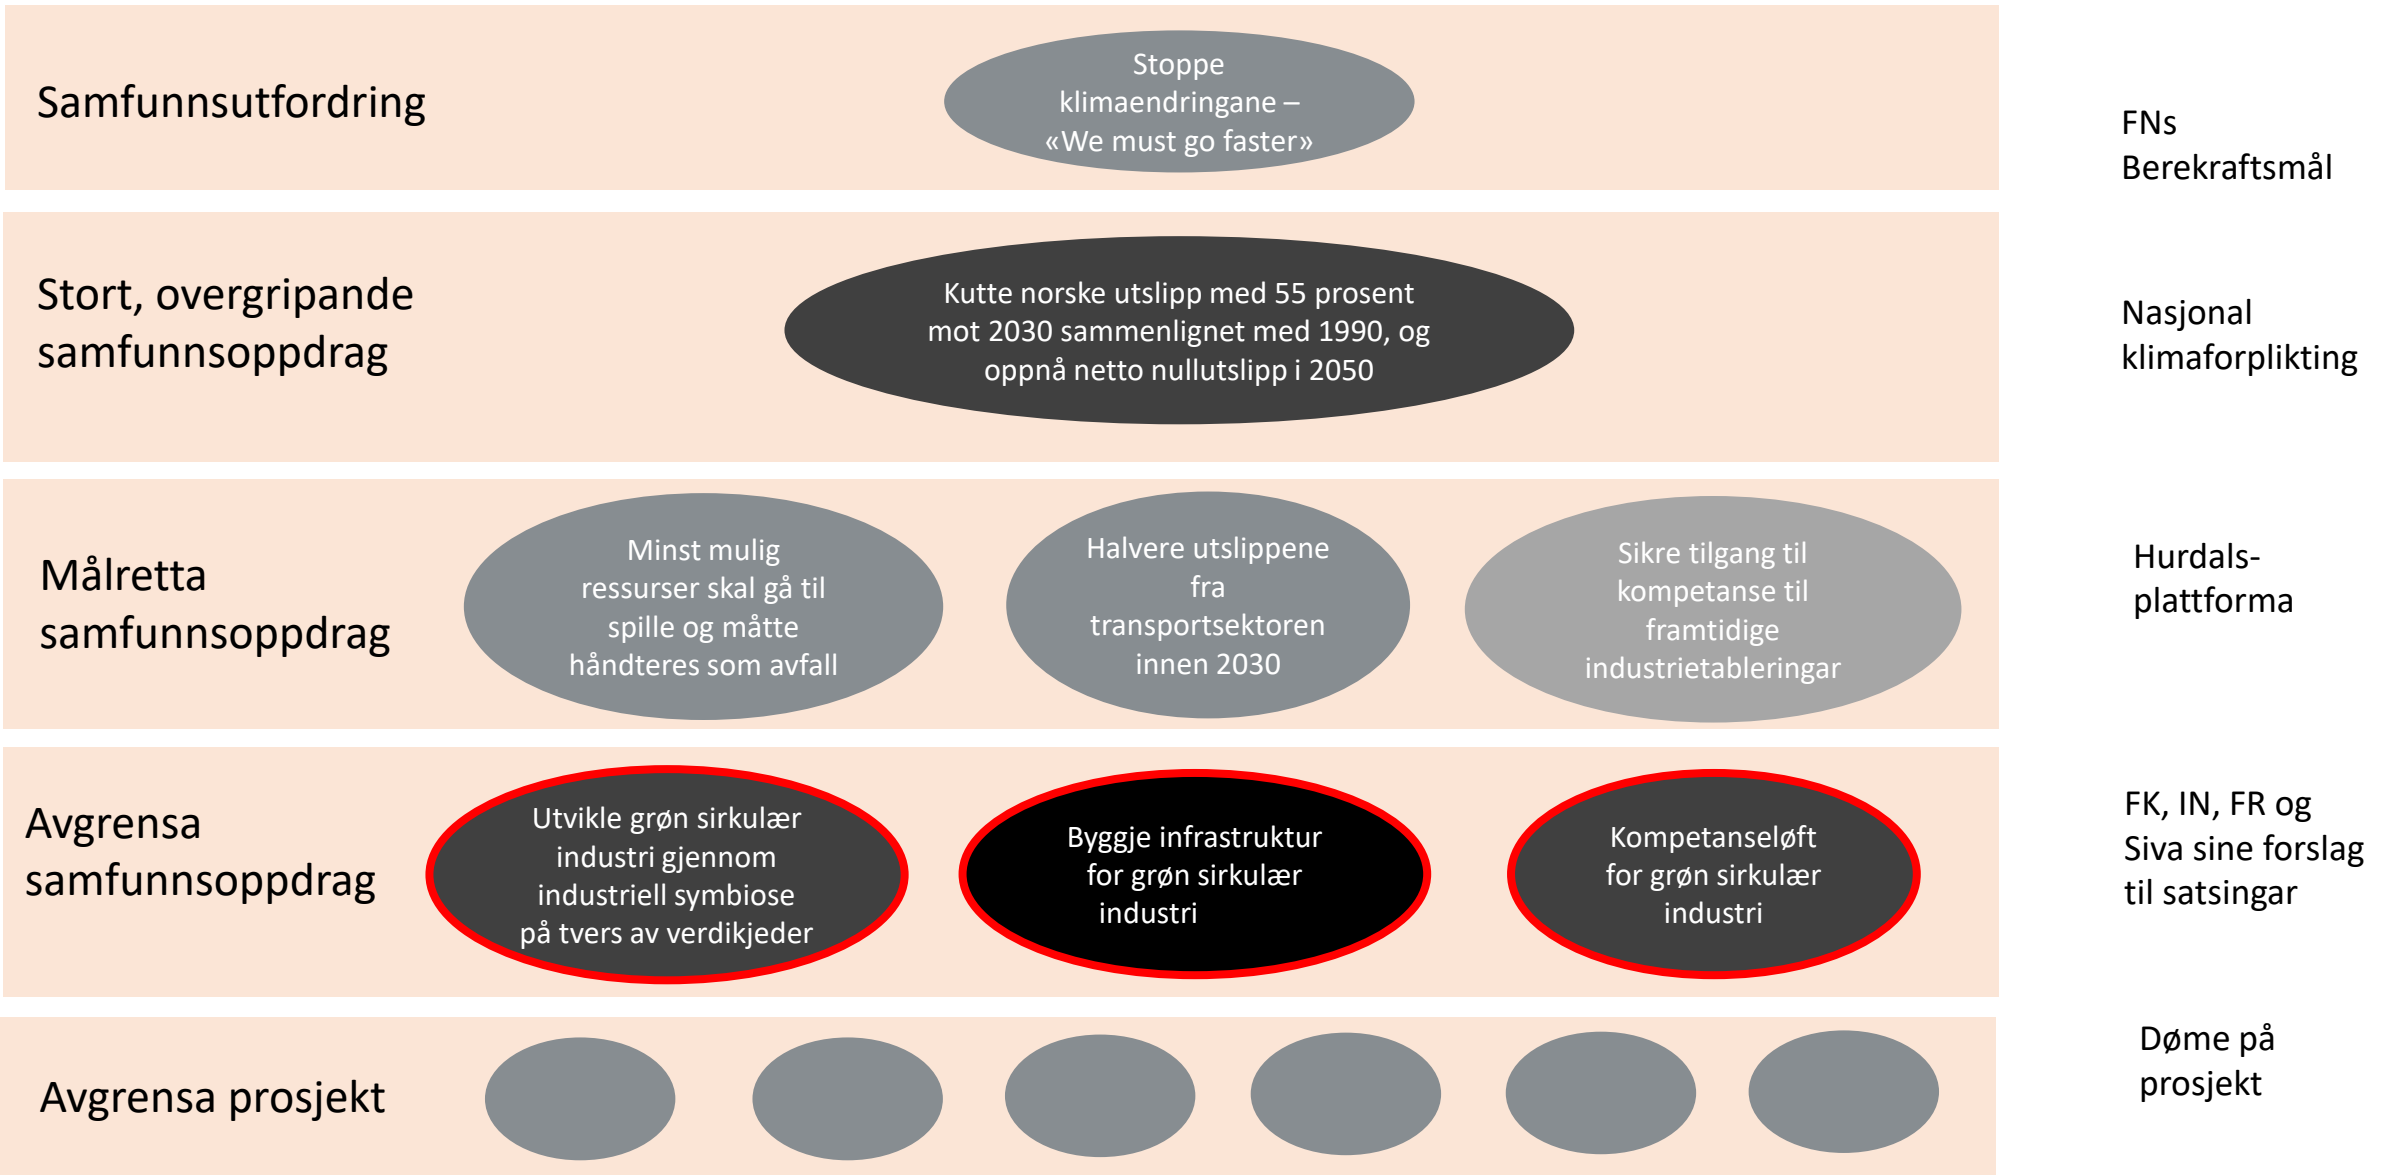 Samfunnsutfordring
Stoppe
klimaendringane –
«We must go faster»
FNs
Berekraftsmål
Stort, overgripande
samfunnsoppdrag
Kutte norske utslipp med 55 prosent
mot 2030 sammenlignet med 1990, og
oppnå netto nullutslipp i 2050
Nasjonal
klimaforplikting
Målretta
samfunnsoppdrag
Minst mulig
ressurser skal gå til
spille og måtte
håndteres som avfall
Halvere utslippene
fra
transportsektoren
innen 2030
Sikre tilgang til
kompetanse til
framtidige
industrietableringar
Hurdals-
plattforma
Avgrensa
samfunnsoppdrag
Utvikle grøn sirkulær
industri gjennom
industriell symbiose
på tvers av verdikjeder
Byggje infrastruktur
for grøn sirkulær
industri
Kompetanseløft
for grøn sirkulær
industri
FK, IN, FR og
Siva sine forslag
til satsingar
Avgrensa prosjekt
Døme på
prosjekt